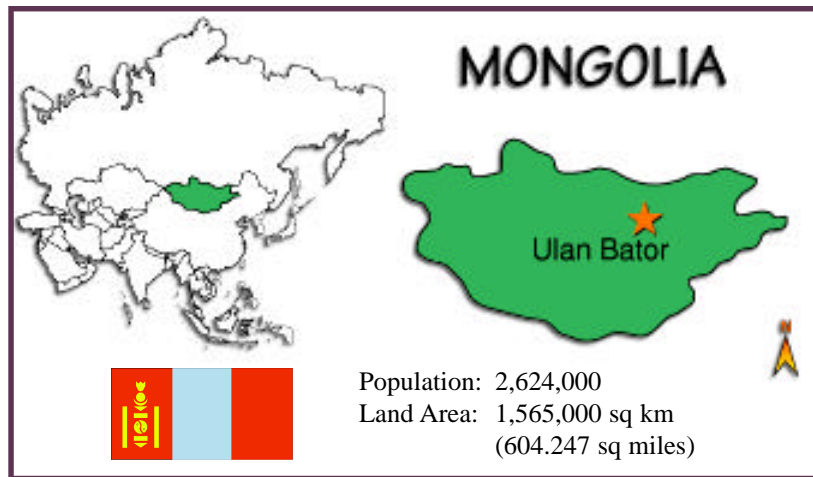 MONGOLIA
Ulan Bator
N
Population: 2,624,000
Land Area: 1,565,000 sq km
(604.247 sq miles)